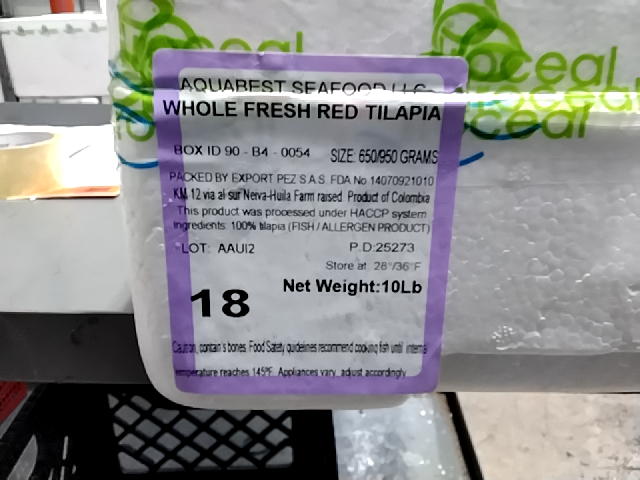 oceal
oceal
oceal
oceal
AQUABEST SEAFOOD LLC
WHOLE FRESH RED TILAPIA
BOX ID 90 - B4 - 0054 SIZE: 650/950 GRAMS
PACKED BY EXPORT PEZ S.A.S. FDA No 14070921010
KM 12 via al sur Neiva-Huila Farm raised. Product of Colombia
This product was processed under HACCP system
Ingredients: 100% tilapia (FISH / ALLERGEN PRODUCT)
LOT: AAUI2 P.D:25273
Store at 28°/36°F
Net Weight:10Lb
18
Caution, contain's bones. Food Safety guidelines recommend cooking fish until internal
temperature reaches 145°F. Appliances vary, adjust accordingly